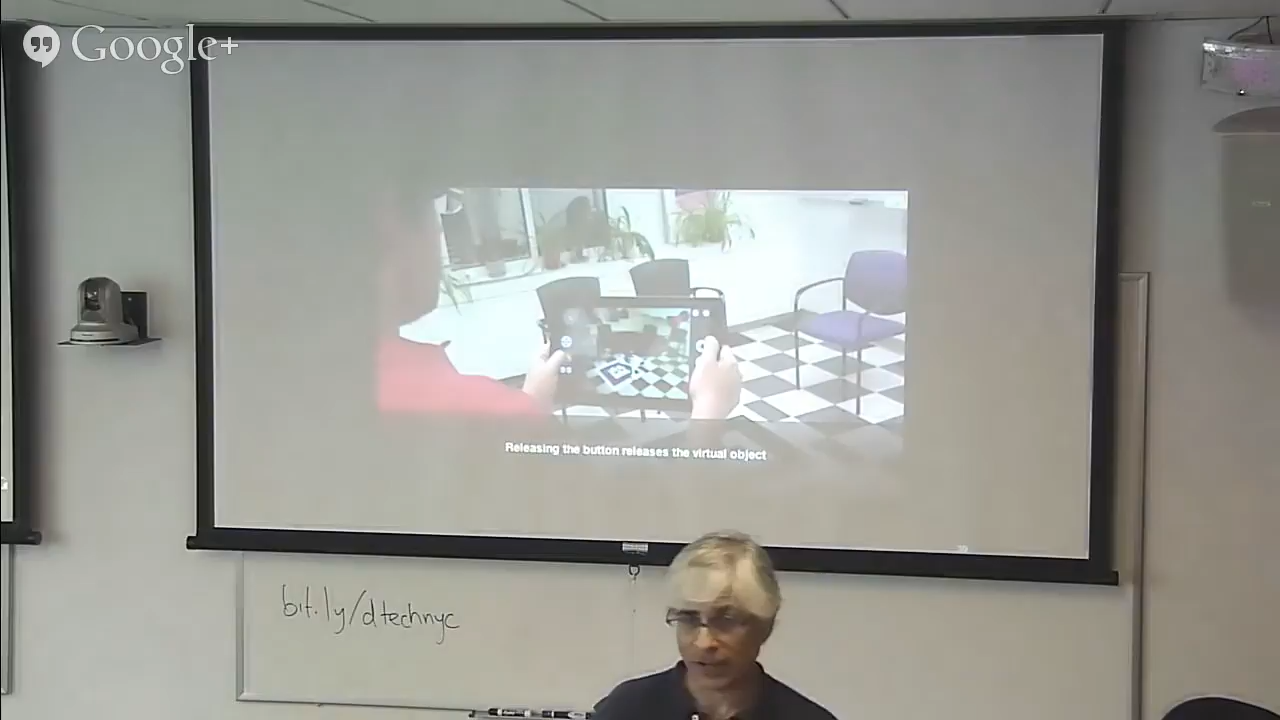 Google+
Releasing the button releases the virtual object
bit.ly/dtechnyc